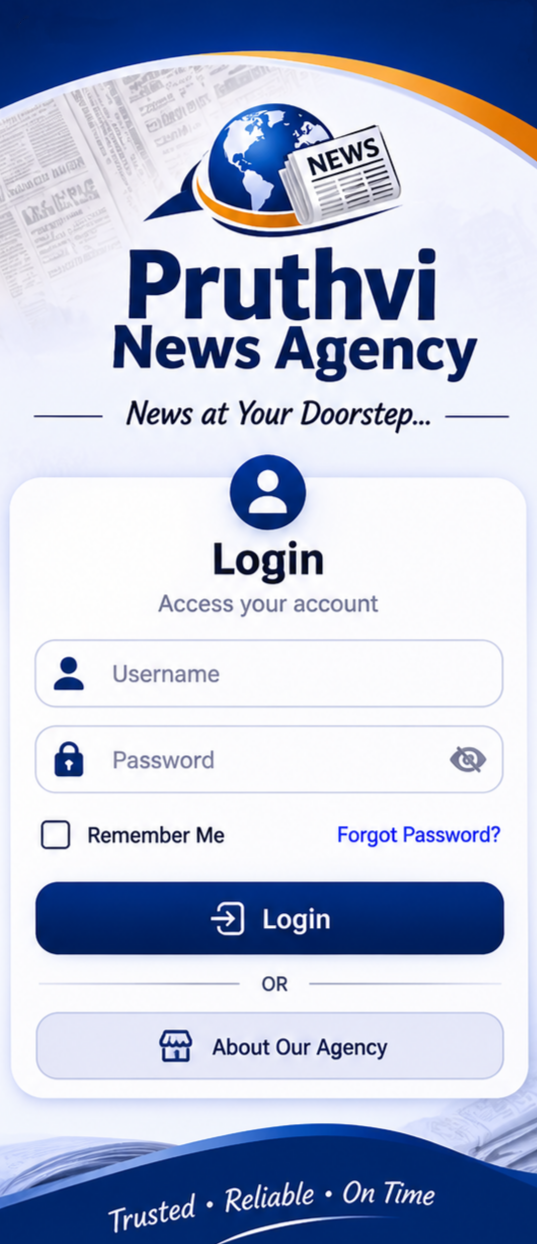 NEWS
Pruthvi
News Agency
News at Your Doorstep...
Login
Access your account
Username
Password
Remember Me
Forgot Password?
Login
OR
About Our Agency
Trusted • Reliable • On Time